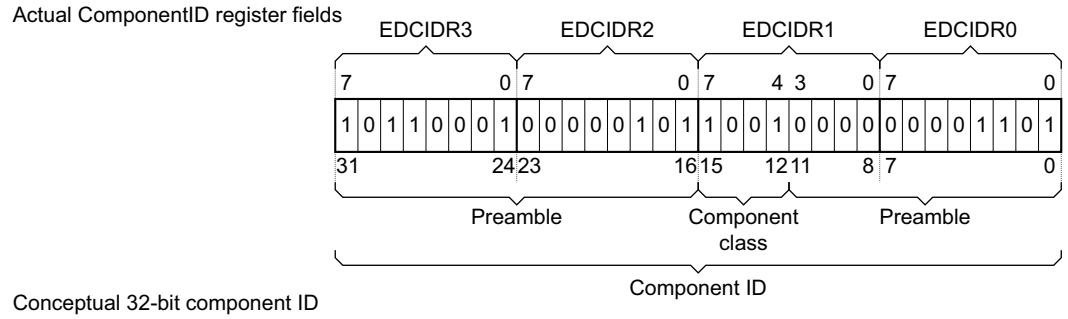 Actual ComponentID register fields
EDCIDR3 EDCIDR2 EDCIDR1 EDCIDR0
7 0 7 0 7 4 3 0 7 0
1 0 1 1 0 0 0 1 0 0 0 0 0 1 0 1 1 0 0 1 0 0 0 0 0 0 0 0 1 1 0 1
31 24 23 16 15 12 11 8 7 0
Preamble Component class Preamble
Component ID
Conceptual 32-bit component ID